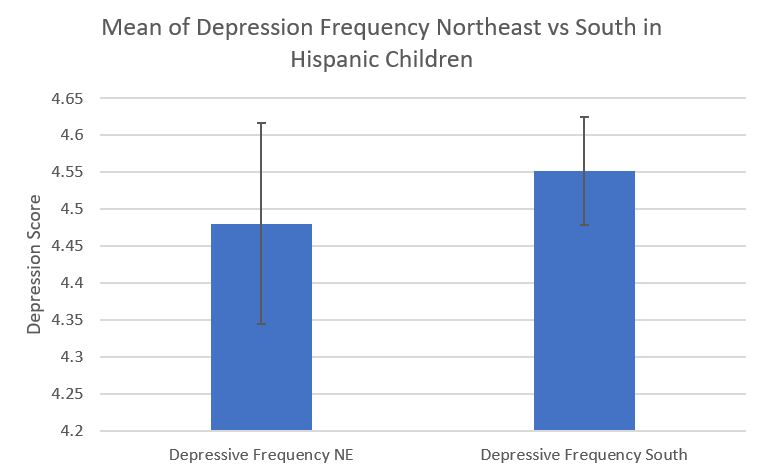 Mean of Depression Frequency Northeast vs South in
Hispanic Children
Depression Score
4.65
4.6
4.55
4.5
4.45
4.4
4.35
4.3
4.25
4.2
Depressive Frequency NE
Depressive Frequency South